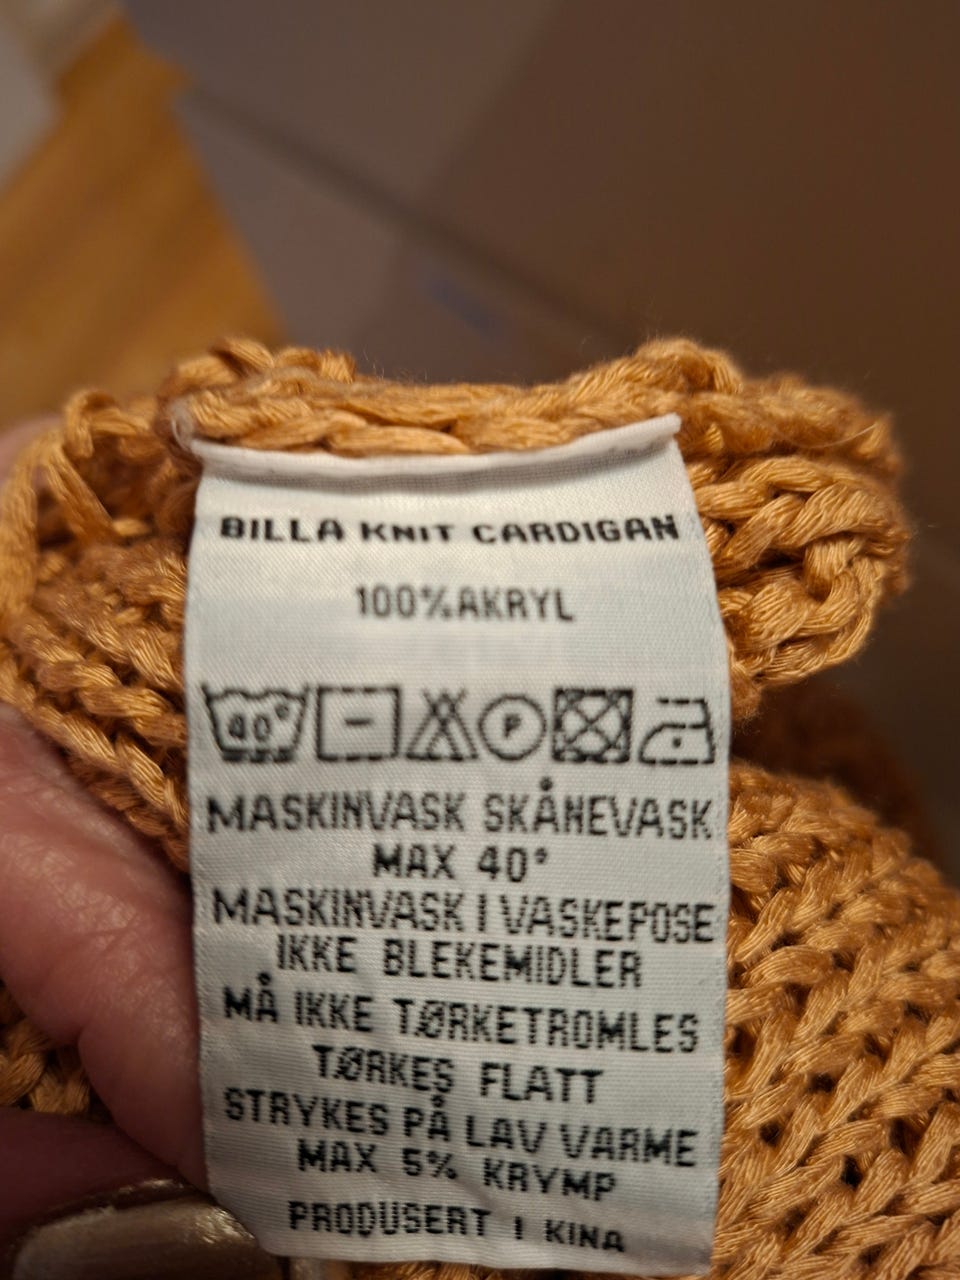 BILLA KNIT CARDIGAN
100%AKRYL
40° P
MASKINVASK SKÅNEVASK
MAX 40°
MASKINVASK I VASKEPOSE
IKKE BLEKEMIDLER
MÅ IKKE TØRKETROMLES
TØRKES FLATT
STRYKES PÅ LAV VARME
MAX 5% KRYMP
PRODUSERT I KINA